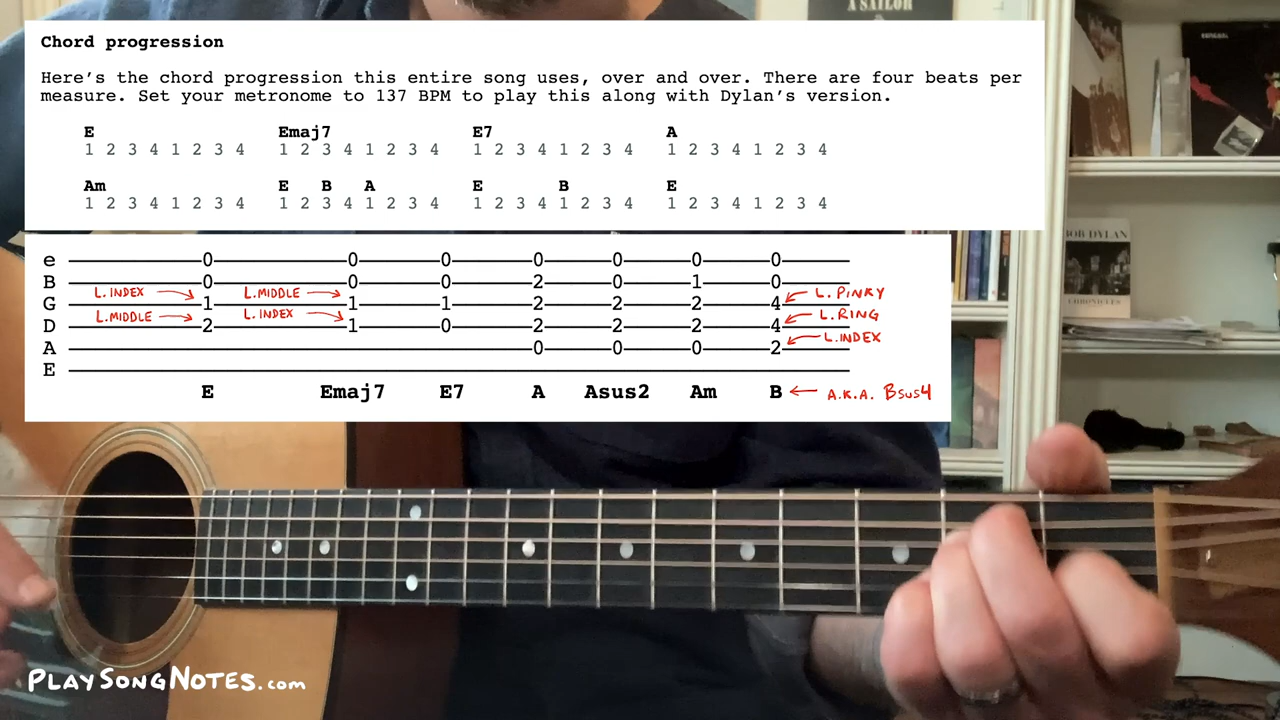 A SAILOR
Chord progression
Here's the chord progression this entire song uses, over and over. There are four beats per
measure. Set your metronome to 137 BPM to play this along with Dylan's version.
E Emaj7 E7 A
1 2 3 4 1 2 3 4 1 2 3 4 1 2 3 4 1 2 3 4 1 2 3 4 1 2 3 4 1 2 3 4
Am E B A E B E
1 2 3 4 1 2 3 4 1 2 3 4 1 2 3 4 1 2 3 4 1 2 3 4 1 2 3 4 1 2 3 4
e 0 0 0 0 0 0 0
B 0 0 0 2 0 1 0
L.INDEX L.MIDDLE L.PINKY
G 1 1 1 2 2 2 4
L.MIDDLE L.INDEX L.RING
D 2 1 0 2 2 2 4
L.INDEX
A 0 0 0 2
E
E Emaj7 E7 A Asus2 Am B A.K.A. Bsus4
BOB DYLAN
CHRONICLES
PLAYSONGNOTES.COM